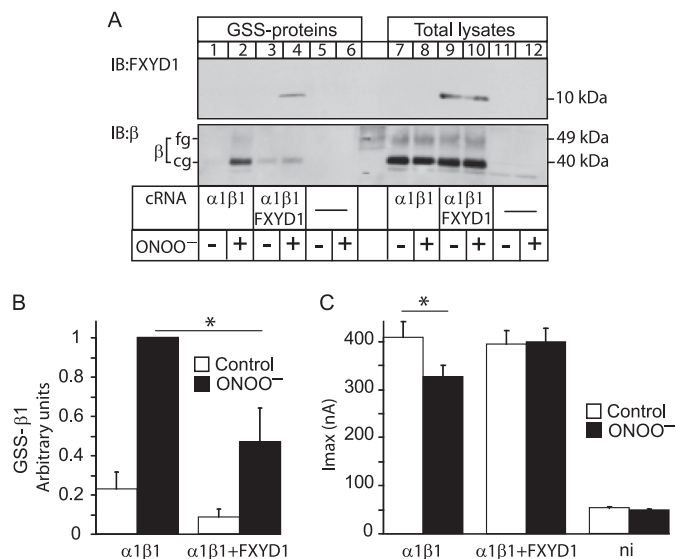 A
GSS-proteins Total lysates
1 2 3 4 5 6 7 8 9 10 11 12
IB:FXYD1
10 kDa
IB:β
β fg 49 kDa
cg 40 kDa
cRNA α1β1 α1β1 FXYD1 — α1β1 α1β1 FXYD1 —
ONOO⁻ - + - + - + - + - + - +
B
GSS-β1
Arbitrary units
1
0.8
0.6
0.4
0.2
0
*
Control
ONOO⁻
α1β1 α1β1+FXYD1
C
Imax (nA)
400
300
200
100
0
*
Control
ONOO⁻
α1β1 α1β1+FXYD1 ni